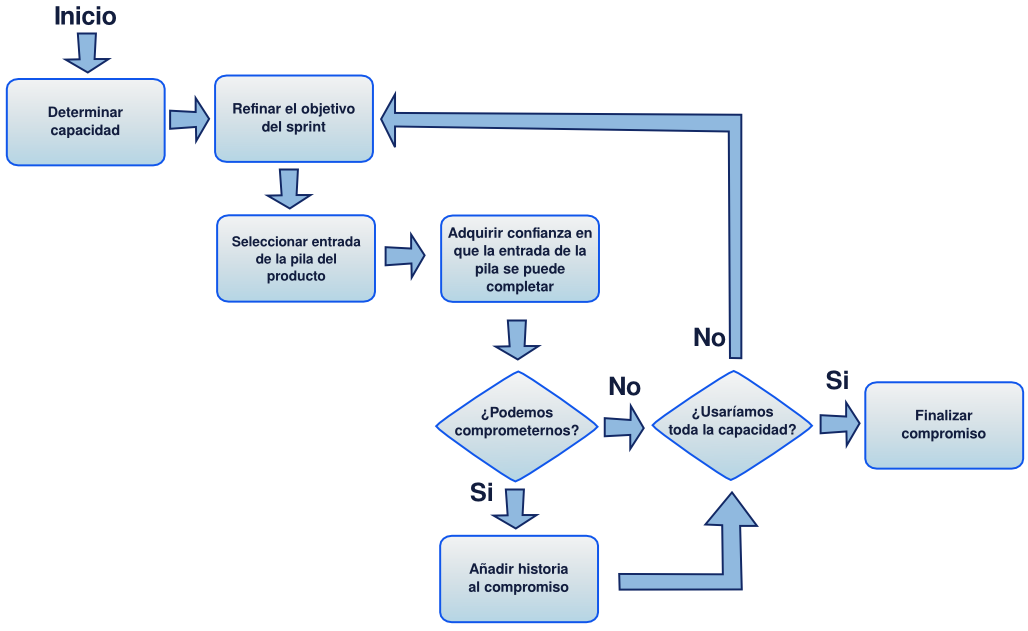 Inicio
Determinar
capacidad
Refinar el objetivo
del sprint
Seleccionar entrada
de la pila del
producto
Adquirir confianza en
que la entrada de la
pila se puede
completar
¿Podemos
comprometernos?
No
Si
Añadir historia
al compromiso
¿Usaríamos
toda la capacidad?
No
Si
Finalizar
compromiso